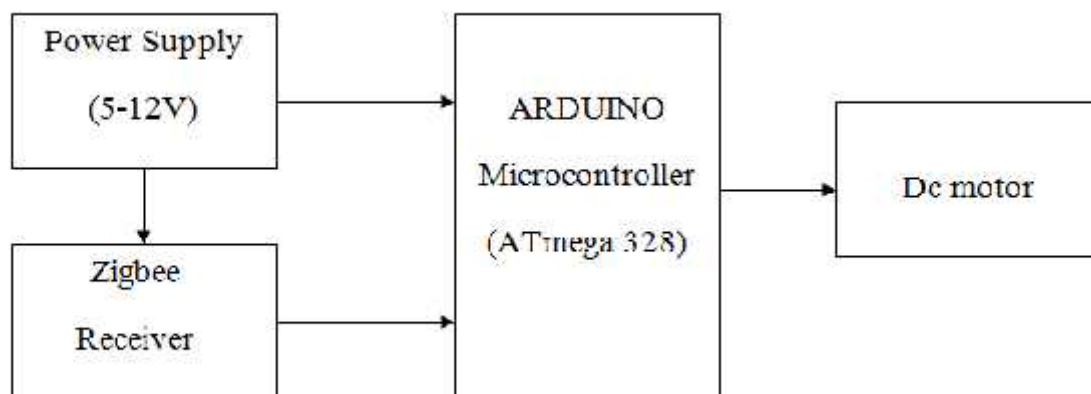 Power Supply
(5-12V)
Zigbee
Receiver
ARDUINO
Microcontroller
(ATmega 328)
Dc motor